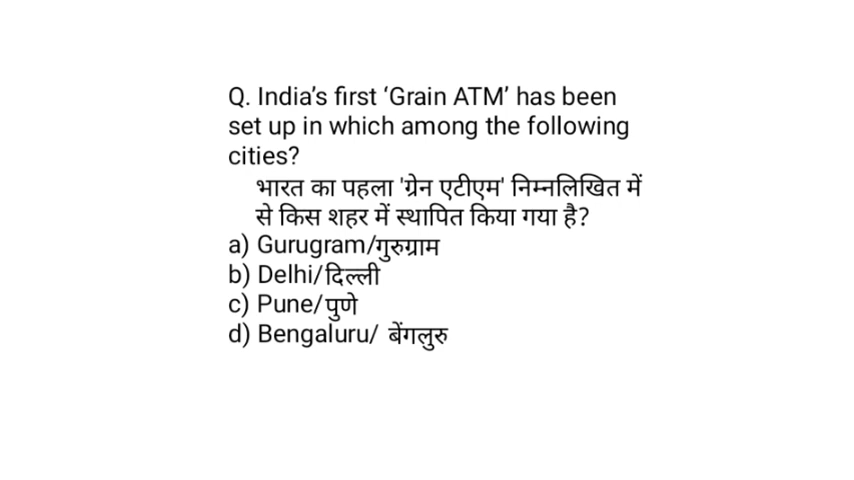 Q. India’s first ‘Grain ATM’ has been
set up in which among the following
cities?
भारत का पहला 'ग्रेन एटीएम' निम्नलिखित में
से किस शहर में स्थापित किया गया है?
a) Gurugram/गुरुग्राम
b) Delhi/दिल्ली
c) Pune/पुणे
d) Bengaluru/ बेंगलुरु